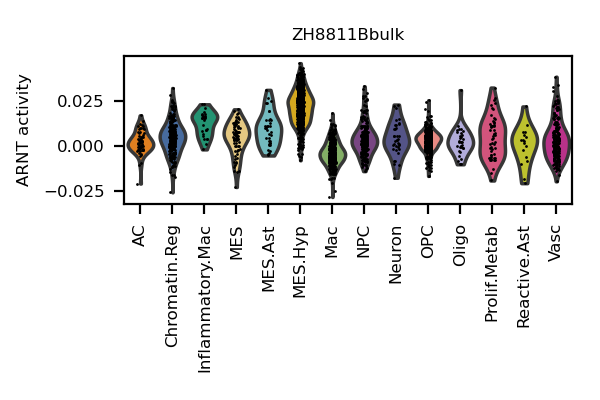 ZH8811Bbulk
ARNT activity
0.025
0.000
−0.025
AC
Chromatin.Reg
Inflammatory.Mac
MES
MES.Ast
MES.Hyp
Mac
NPC
Neuron
OPC
Oligo
Prolif.Metab
Reactive.Ast
Vasc